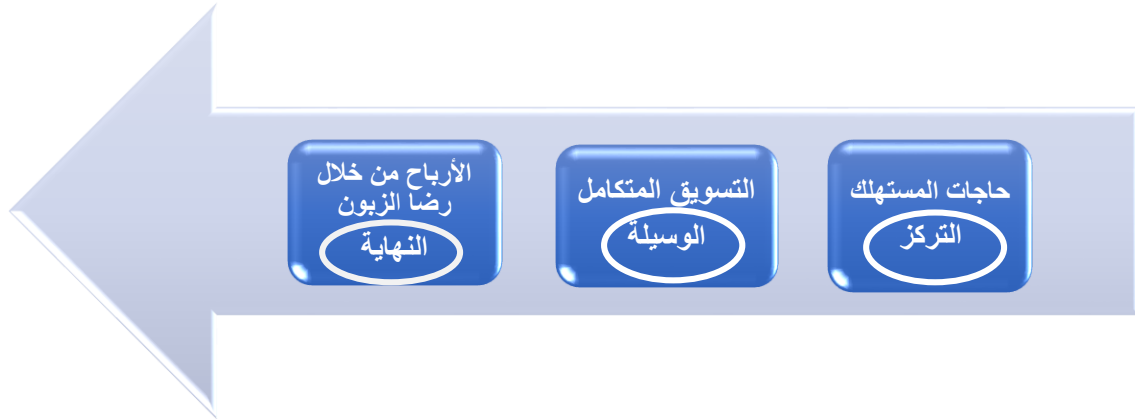 حاجات المستهلك
التركز
التسويق المتكامل
الوسيلة
الأرباح من خلال
رضا الزبون
النهاية